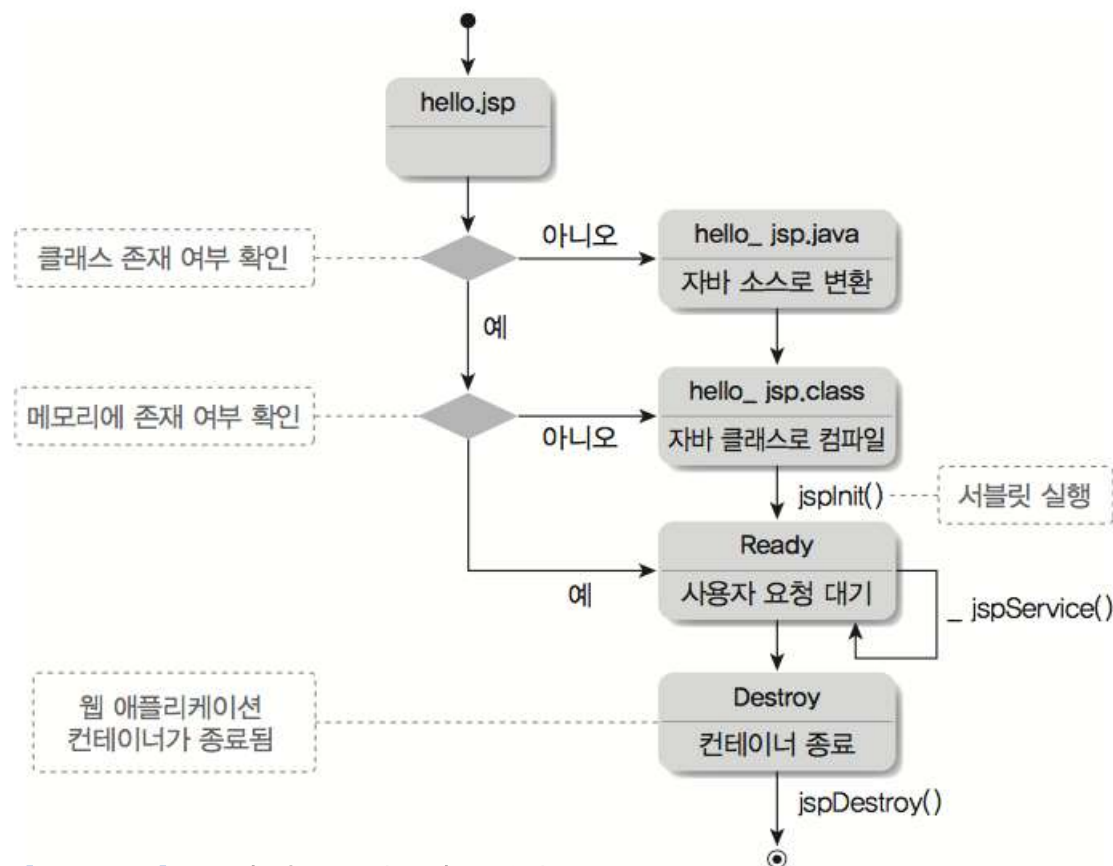 hello.jsp
클래스 존재 여부 확인
아니오
hello_ jsp.java
자바 소스로 변환
예
메모리에 존재 여부 확인
아니오
hello_ jsp.class
자바 클래스로 컴파일
jspInit()
서블릿 실행
Ready
사용자 요청 대기
예
_ jspService()
웹 애플리케이션
컨테이너가 종료됨
Destroy
컨테이너 종료
jspDestroy()